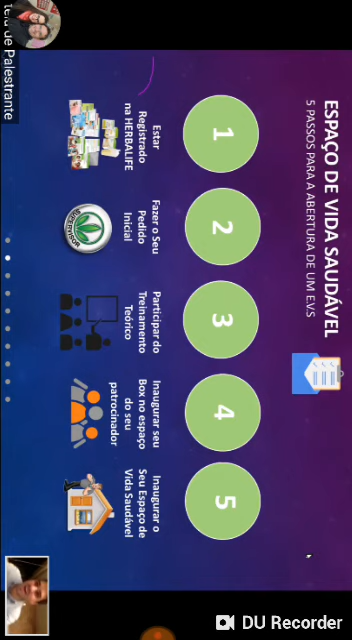 ESPAÇO DE VIDA SAUDÁVEL
5 PASSOS PARA A ABERTURA DE UM EVS
1
2
3
4
5
Estar
Registrado
na HERBALIFE
Fazer o Seu
Pedido
Inicial
Participar do
Treinamento
Teórico
Inaugurar seu
Box no espaço
do seu
patrocinador
Inaugurar o
Seu Espaço de
Vida Saudável
de Palestrante
DU Recorder